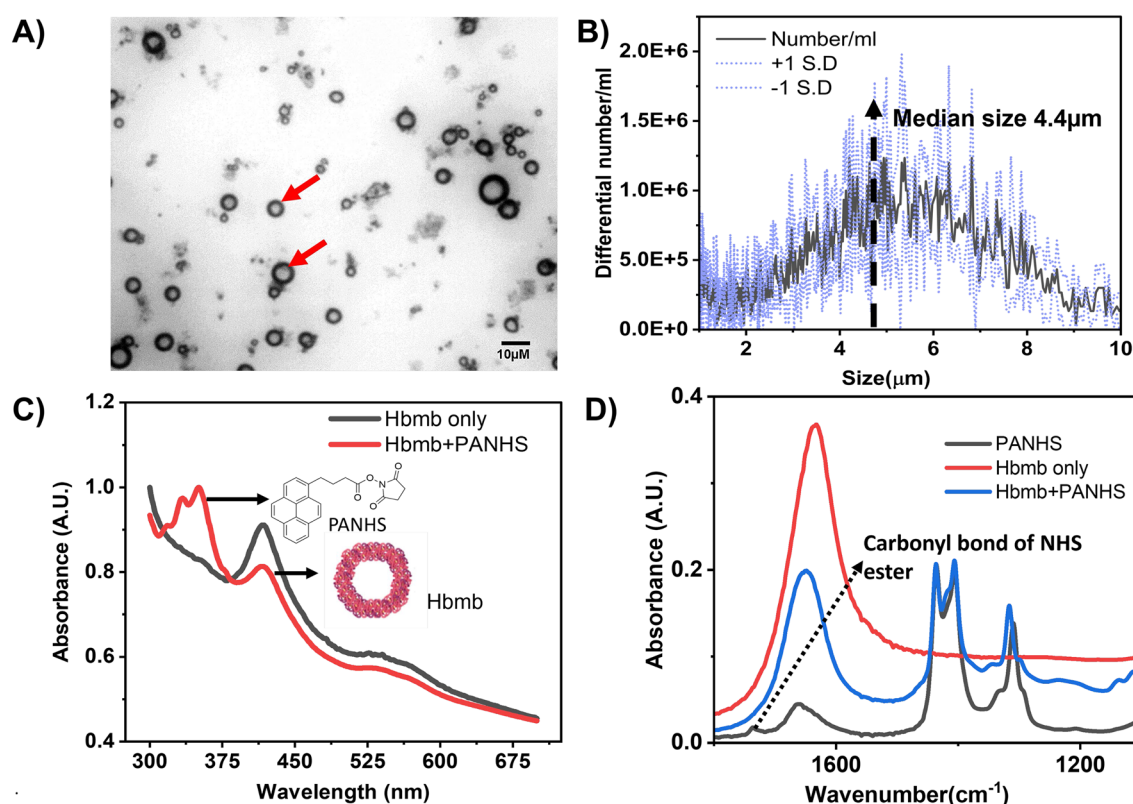 A)
10μM
B)
Differential number/ml
2.0E+6
1.5E+6
1.0E+6
5.0E+5
0.0E+0
Number/ml
+1 S.D
-1 S.D
Median size 4.4μm
2
4
6
8
10
Size(μm)
C)
Absorbance (A.U.)
1.2
1.0
0.8
0.6
0.4
Hbmb only
Hbmb+PANHS
O
O
N
O
O
PANHS
Hbmb
300
375
450
525
600
675
Wavelength (nm)
D)
Absorbance (A.U.)
0.4
0.2
0.0
PANHS
Hbmb only
Hbmb+PANHS
Carbonyl bond of NHS
ester
1600
1200
Wavenumber(cm-1)